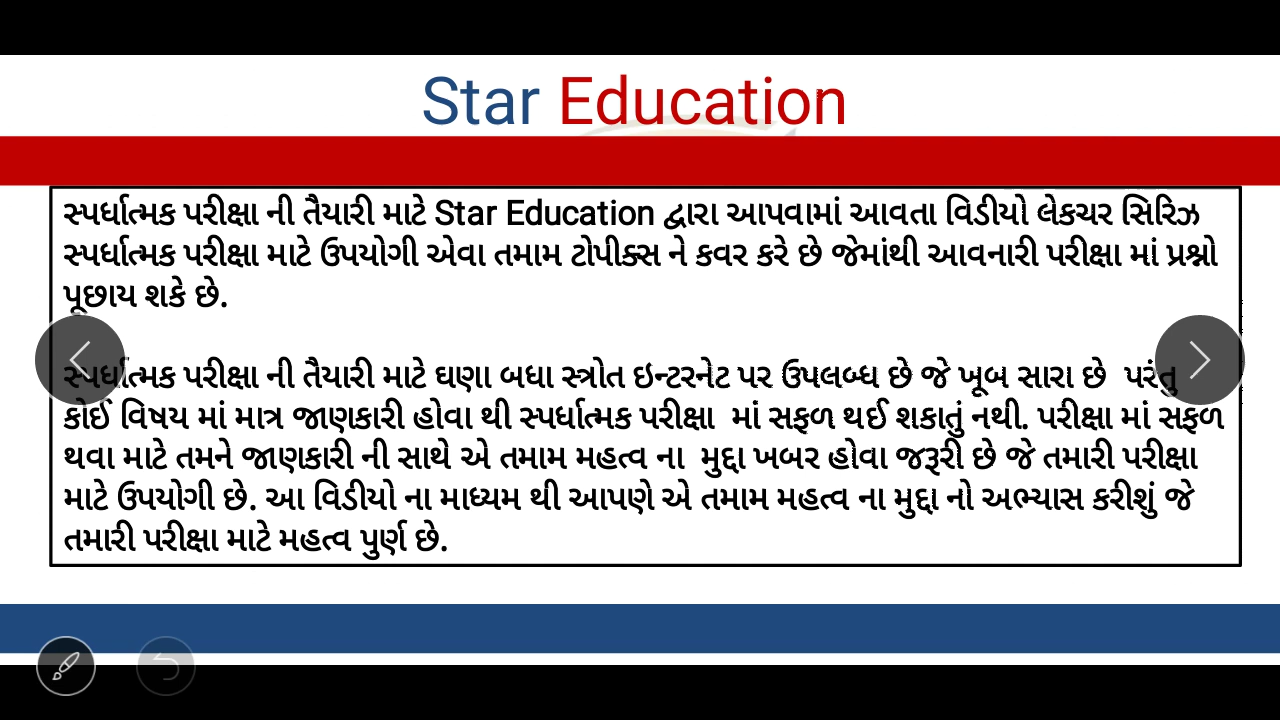 Star Education
સ્પર્ધાત્મક પરીક્ષા ની તૈયારી માટે Star Education દ્વારા આપવામાં આવતા વિડીયો લેકચર સિરિઝ
સ્પર્ધાત્મક પરીક્ષા માટે ઉપયોગી એવા તમામ ટોપીક્સ ને કવર કરે છે જેમાંથી આવનારી પરીક્ષા માં પ્રશ્નો
પૂછાય શકે છે.
સ્પર્ધાત્મક પરીક્ષા ની તૈયારી માટે ઘણા બધા સ્ત્રોત ઇન્ટરનેટ પર ઉપલબ્ધ છે જે ખૂબ સારા છે પરંતુ
કોઈ વિષય માં માત્ર જાણકારી હોવા થી સ્પર્ધાત્મક પરીક્ષા માં સફળ થઈ શકાતું નથી. પરીક્ષા માં સફળ
થવા માટે તમને જાણકારી ની સાથે એ તમામ મહત્વ ના મુદ્દા ખબર હોવા જરૂરી છે જે તમારી પરીક્ષા
માટે ઉપયોગી છે. આ વિડીયો ના માધ્યમ થી આપણે એ તમામ મહત્વ ના મુદ્દા નો અભ્યાસ કરીશું જે
તમારી પરીક્ષા માટે મહત્વ પુર્ણ છે.